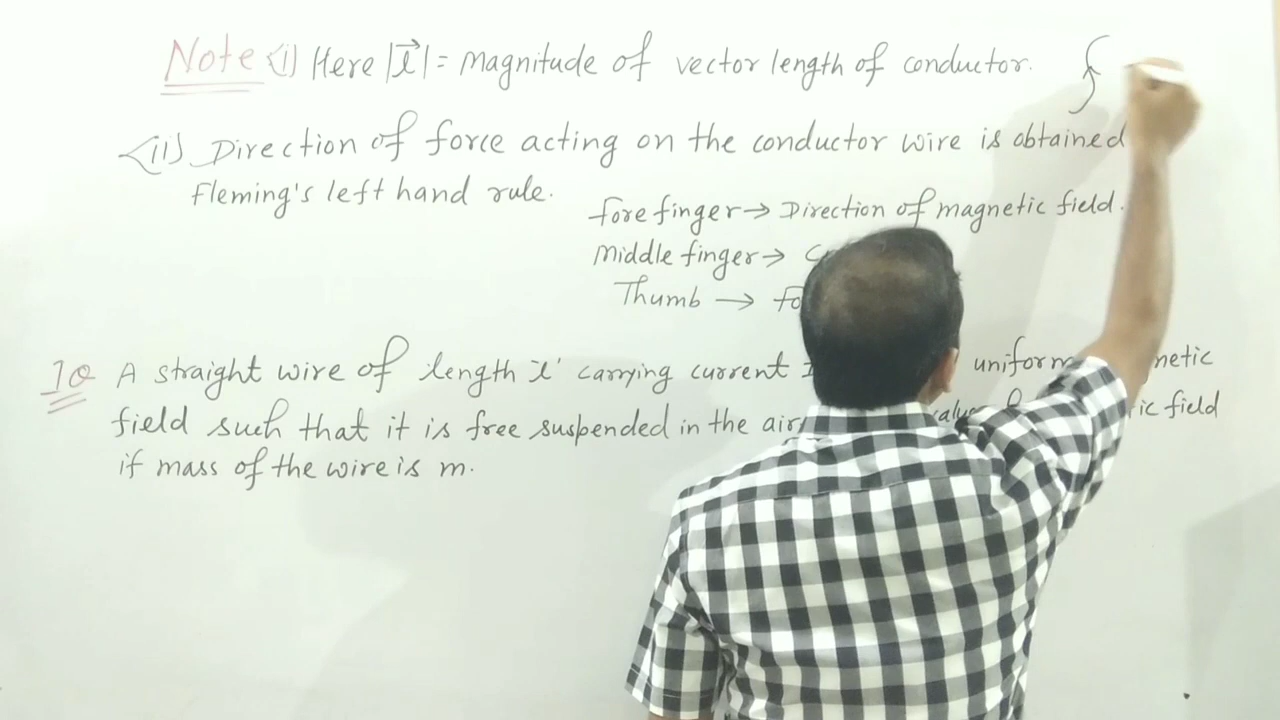 Note (i) Here |l⃗| = magnitude of vector length of conductor.
(ii) Direction of force acting on the conductor wire is obtained
Fleming's left hand rule.
fore finger → Direction of magnetic field.
Middle finger →
Thumb →
IQ A straight wire of length 'l' carrying current
field such that it is free suspended in the air field
if mass of the wire is m.